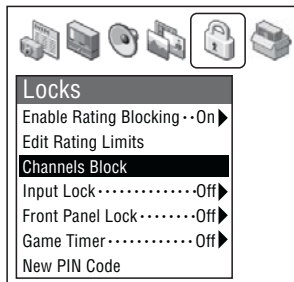 Locks
Enable Rating Blocking··On
Edit Rating Limits
Channels Block
Input Lock··············Off
Front Panel Lock········Off
Game Timer············Off
New PIN Code